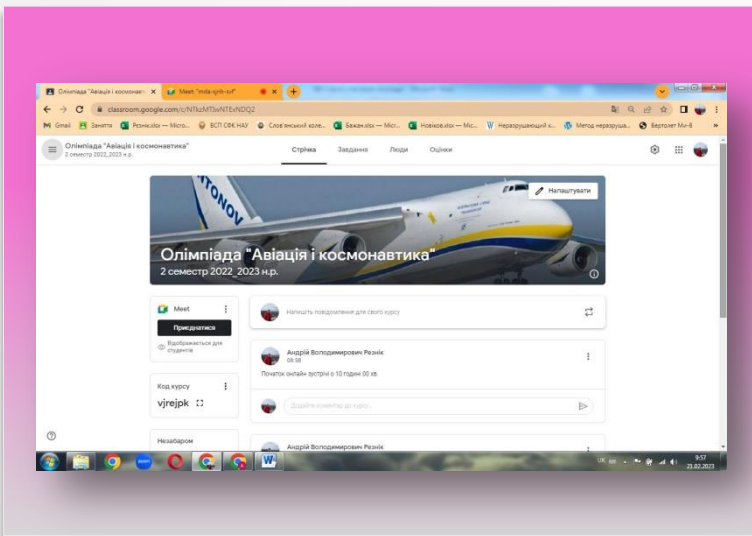 Олімпіада "Авіація і космонавт
Meet: "mda-sjnh-svf"
classroom.google.com/c/NTkzMTIwNTExNDQ2
Gmail
Заняття
Резнік.xlsx — Micro...
ВСП СФК НАУ
Слов'янський коле...
Бажан.xlsx — Micr...
Новіков.xlsx — Mic...
Неразрушающий к...
Метод неразруша...
Вертолет Ми-8
Олімпіада "Авіація і космонавтика"
2 семестр 2022_2023 н.р.
Стрічка
Завдання
Люди
Оцінки
ANTONOV
Налаштувати
Олімпіада "Авіація і космонавтика"
2 семестр 2022_2023 н.р.
Meet
Приєднатися
Відображається для
студентів
Напишіть повідомлення для свого курсу
Андрій Володимирович Резнік
08:58
Початок онлайн зустрічі о 10 годині 00 хв.
Код курсу
vjrejpk
Додайте коментар до курсу...
Незабаром
Андрій Володимирович Резнік
UK
9:57
21.02.2023